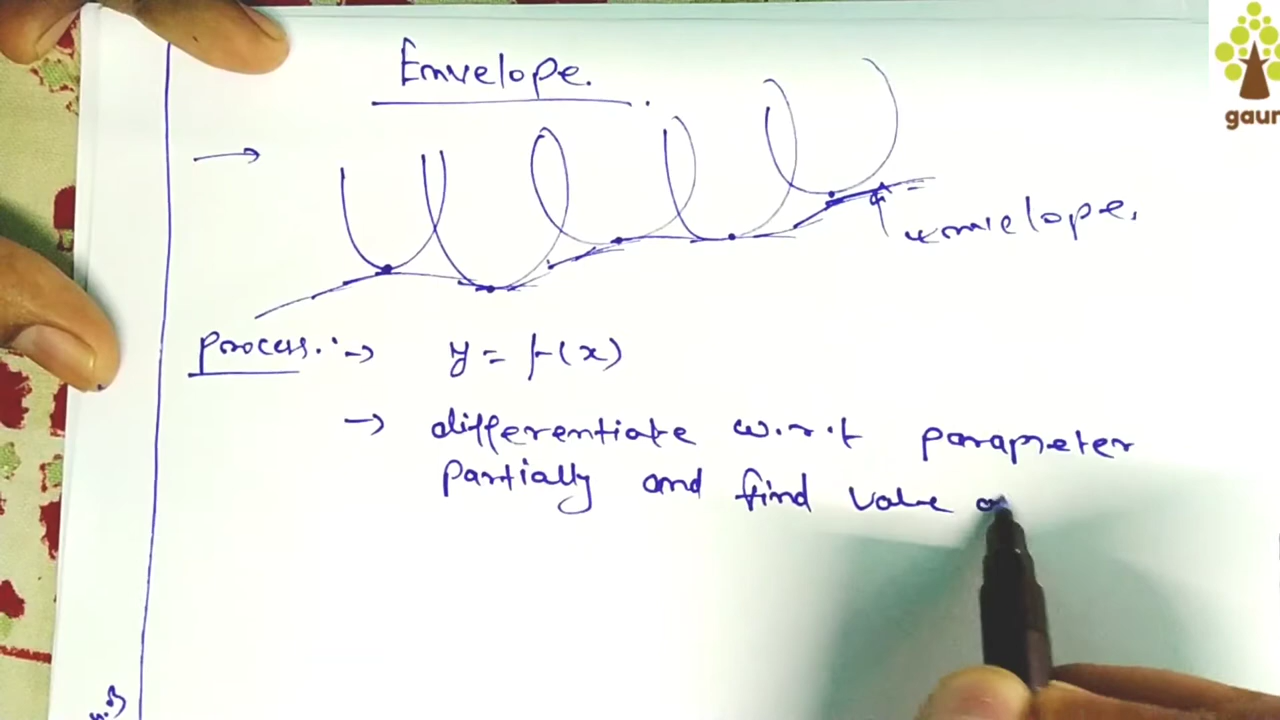 Envelope.
envelope.
gaur
process :-> y = f(x)
-> differentiate w.r.t parameter
partially and find value o